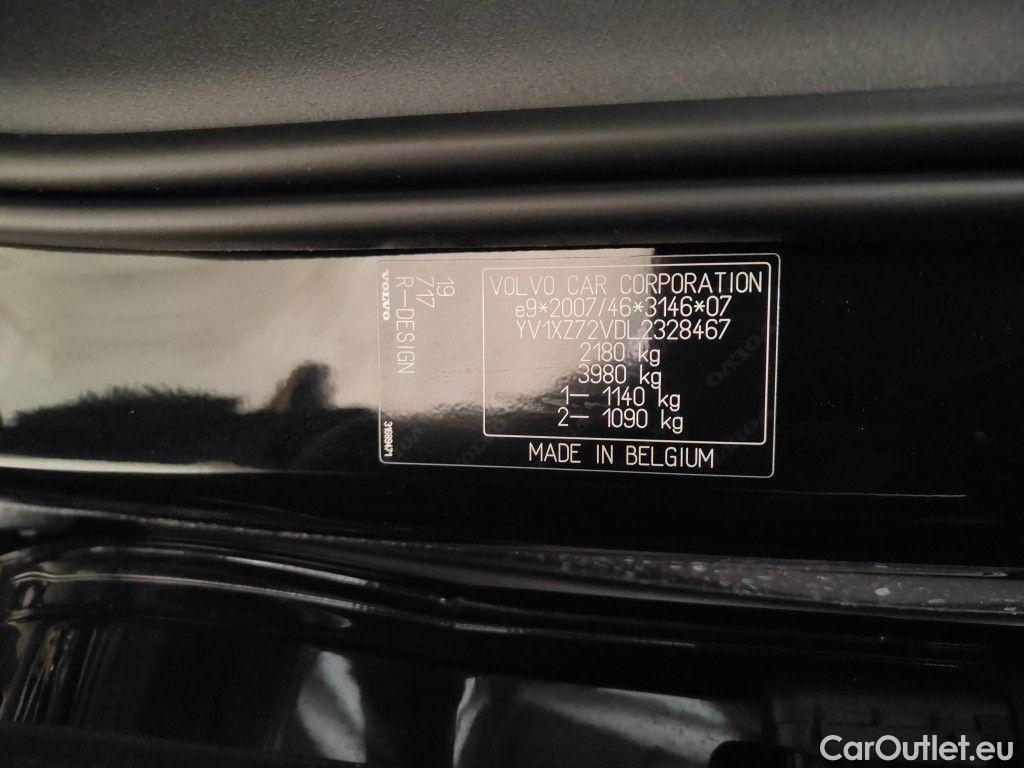 VOLVO CAR CORPORATION
e9*2007/46*3146*07
YV1XZ72VDL2328467
2180 kg
3980 kg
1— 1140 kg
2— 1090 kg
MADE IN BELGIUM
19
717
R—DESIGN
VOLVO
31689471
CarOutlet.eu